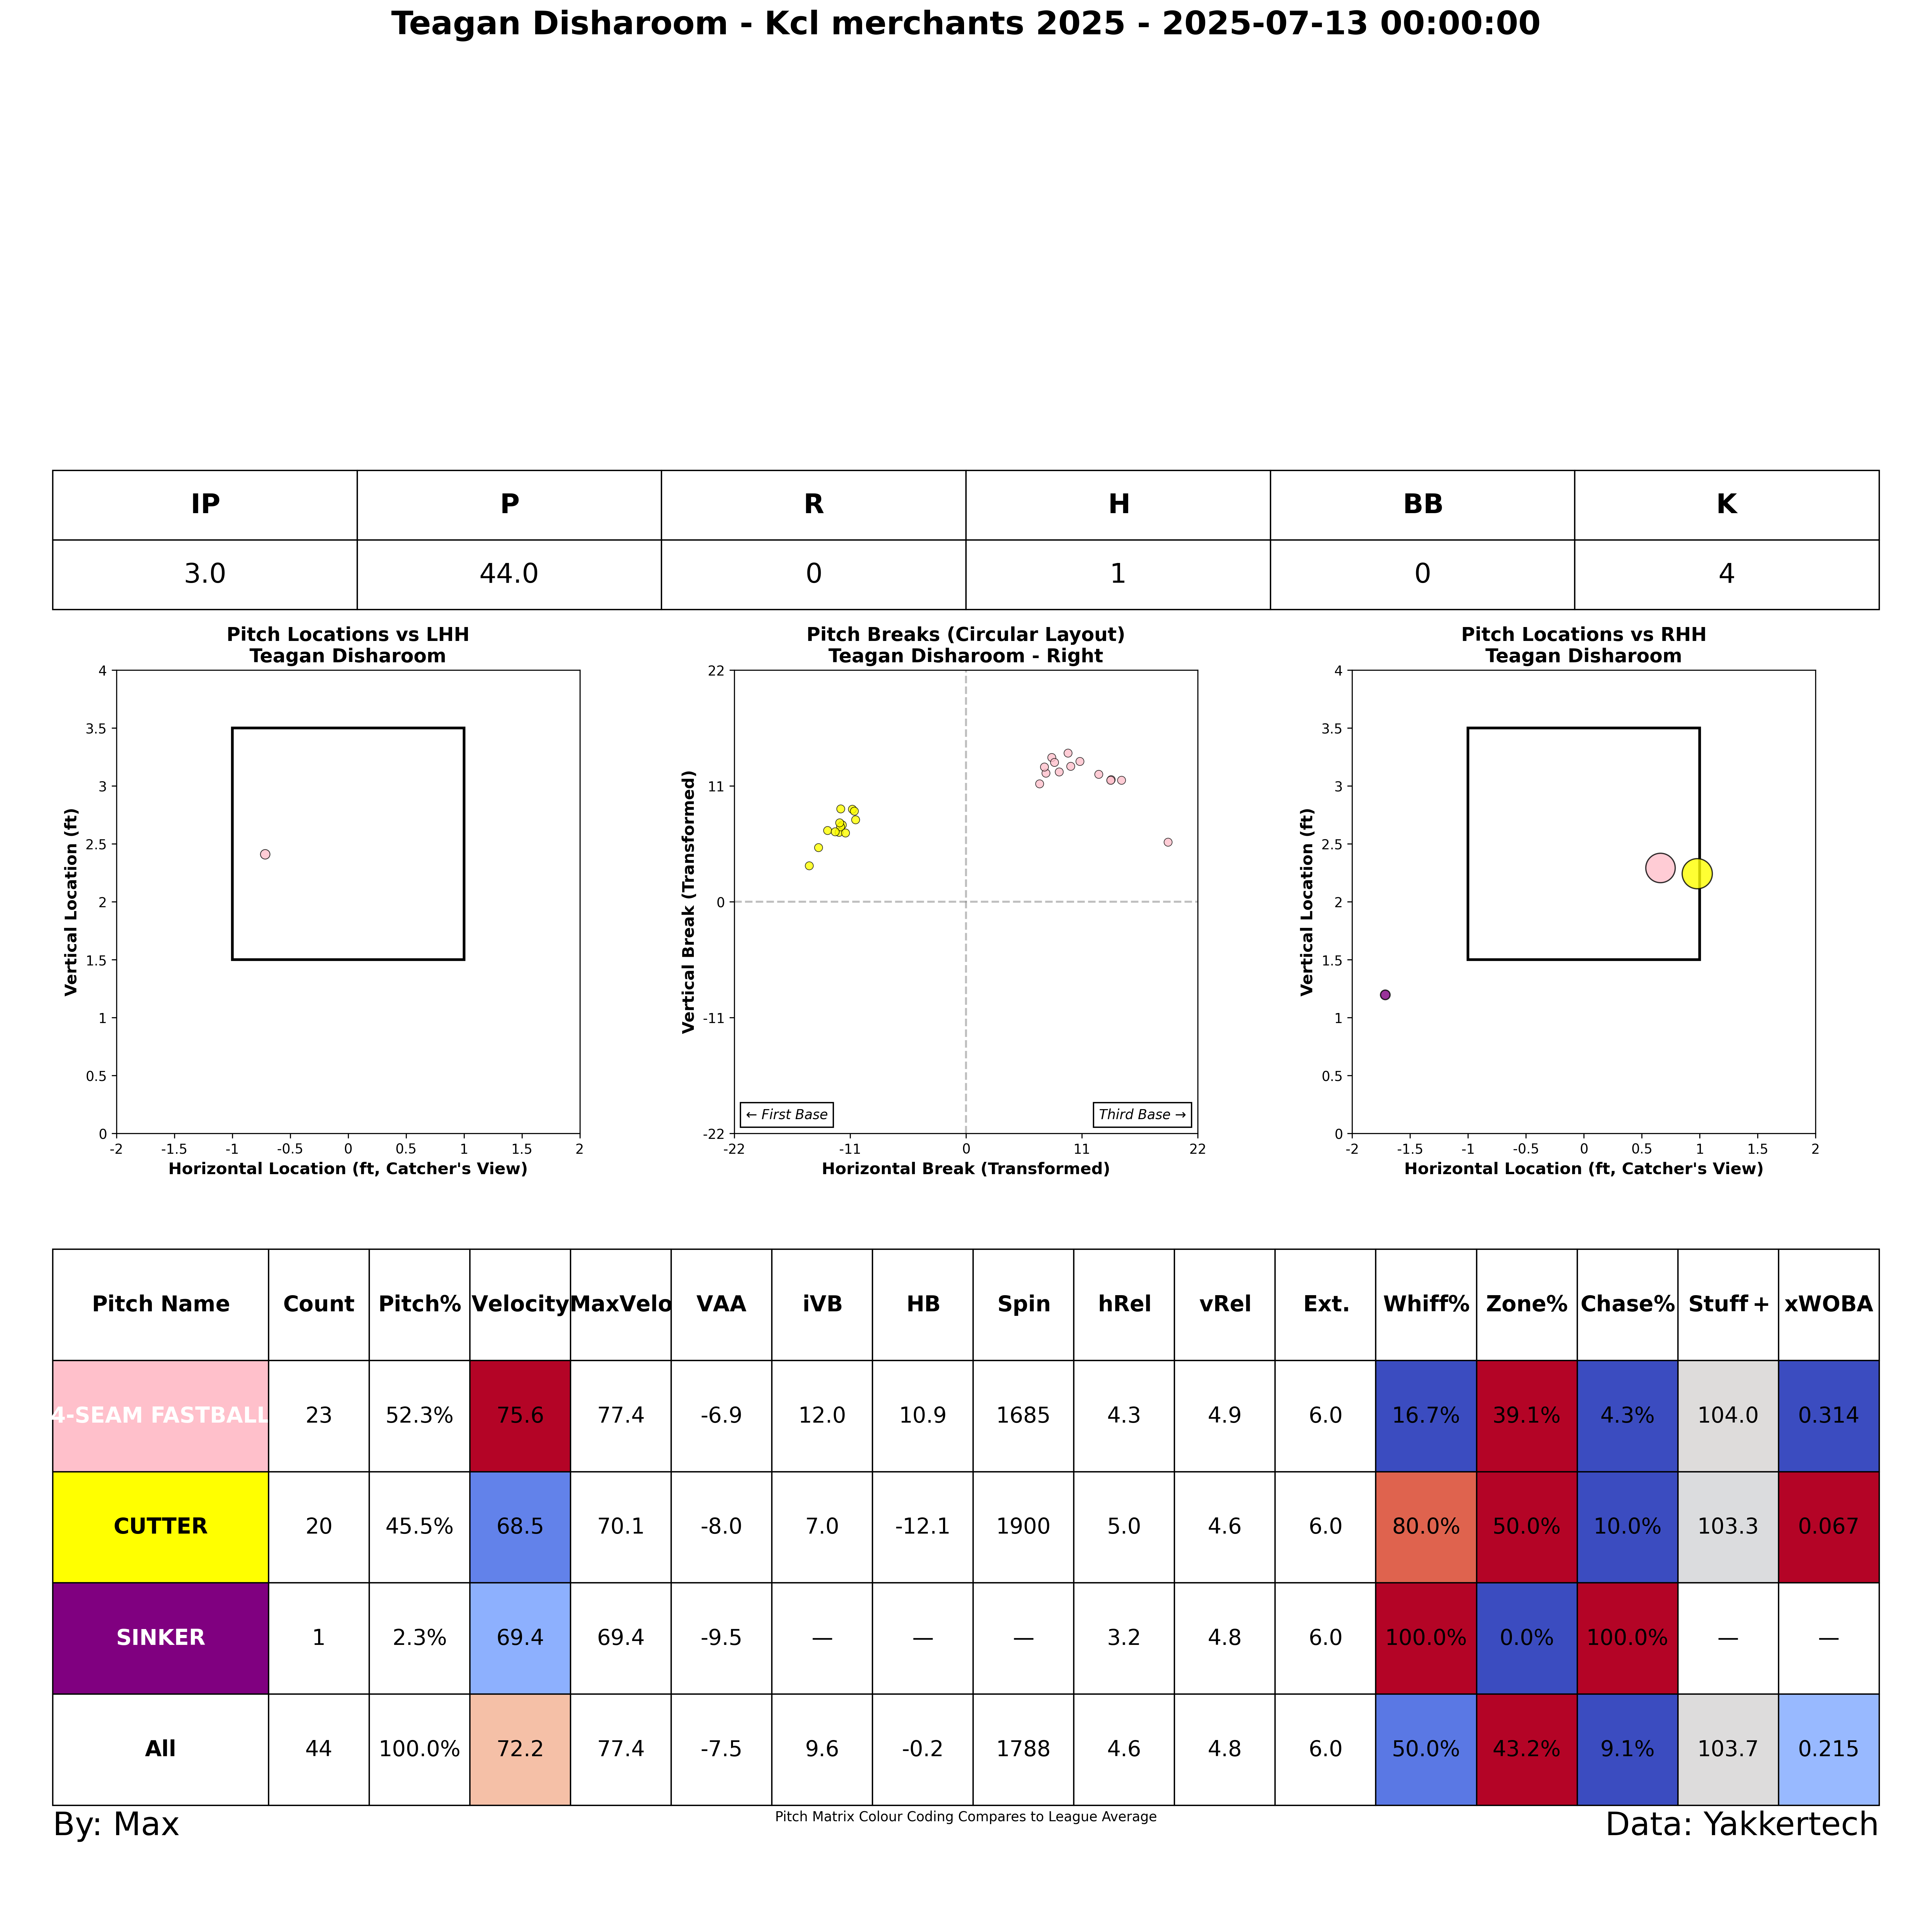 Teagan Disharoom - Kcl merchants 2025 - 2025-07-13 00:00:00
IP P R H BB K
3.0 44.0 0 1 0 4
Pitch Locations vs LHH
Teagan Disharoom
4
3.5
3
2.5
2
1.5
1
0.5
0
-2 -1.5 -1 -0.5 0 0.5 1 1.5 2
Vertical Location (ft)
Horizontal Location (ft, Catcher's View)
Pitch Breaks (Circular Layout)
Teagan Disharoom - Right
22
11
0
-11
-22
-22 -11 0 11 22
Vertical Break (Transformed)
← First Base
Third Base →
Horizontal Break (Transformed)
Pitch Locations vs RHH
Teagan Disharoom
4
3.5
3
2.5
2
1.5
1
0.5
0
-2 -1.5 -1 -0.5 0 0.5 1 1.5 2
Vertical Location (ft)
Horizontal Location (ft, Catcher's View)
Pitch Name Count Pitch% Velocity MaxVelo VAA iVB HB Spin hRel vRel Ext. Whiff% Zone% Chase% Stuff+ xWOBA
4-SEAM FASTBALL 23 52.3% 75.6 77.4 -6.9 12.0 10.9 1685 4.3 4.9 6.0 16.7% 39.1% 4.3% 104.0 0.314
CUTTER 20 45.5% 68.5 70.1 -8.0 7.0 -12.1 1900 5.0 4.6 6.0 80.0% 50.0% 10.0% 103.3 0.067
SINKER 1 2.3% 69.4 69.4 -9.5 — — — 3.2 4.8 6.0 100.0% 0.0% 100.0% — —
All 44 100.0% 72.2 77.4 -7.5 9.6 -0.2 1788 4.6 4.8 6.0 50.0% 43.2% 9.1% 103.7 0.215
By: Max
Pitch Matrix Colour Coding Compares to League Average
Data: Yakkertech